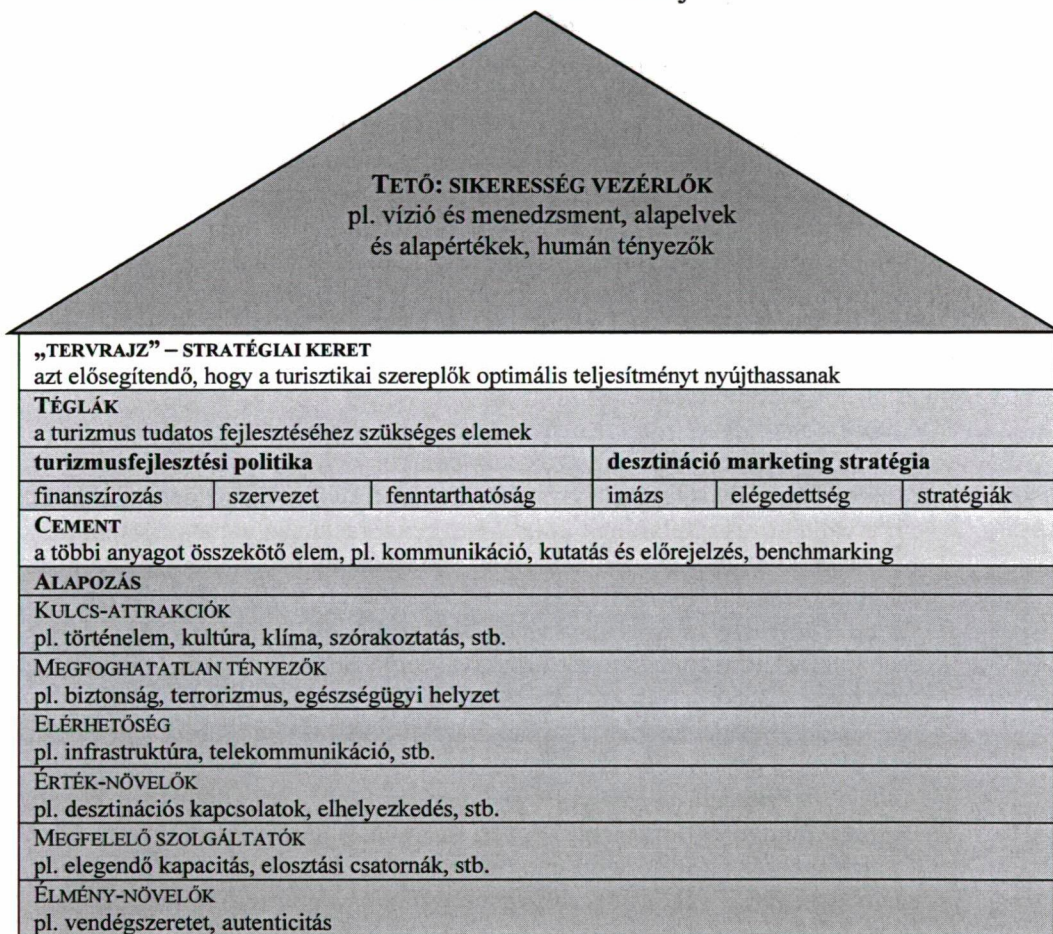 TETŐ: SIKERESSÉG VEZÉRLŐK
pl. vízió és menedzsment, alapelvek
és alapértékek, humán tényezők
„TERVRAJZ” – STRATÉGIAI KERET
azt elősegítendő, hogy a turisztikai szereplők optimális teljesítményt nyújthassanak
TÉGLÁK
a turizmus tudatos fejlesztéséhez szükséges elemek
turizmusfejlesztési politika desztináció marketing stratégia
finanszírozás szervezet fenntarthatóság imázs elégedettség stratégiák
CEMENT
a többi anyagot összekötő elem, pl. kommunikáció, kutatás és előrejelzés, benchmarking
ALAPOZÁS
KULCS-ATTRAKCIÓK
pl. történelem, kultúra, klíma, szórakoztatás, stb.
MEGFOGHATATLAN TÉNYEZŐK
pl. biztonság, terrorizmus, egészségügyi helyzet
ELÉRHETŐSÉG
pl. infrastruktúra, telekommunikáció, stb.
ÉRTÉK-NÖVELŐK
pl. desztinációs kapcsolatok, elhelyezkedés, stb.
MEGFELELŐ SZOLGÁLTATÓK
pl. elegendő kapacitás, elosztási csatornák, stb.
ÉLMÉNY-NÖVELŐK
pl. vendégszeretet, autenticitás